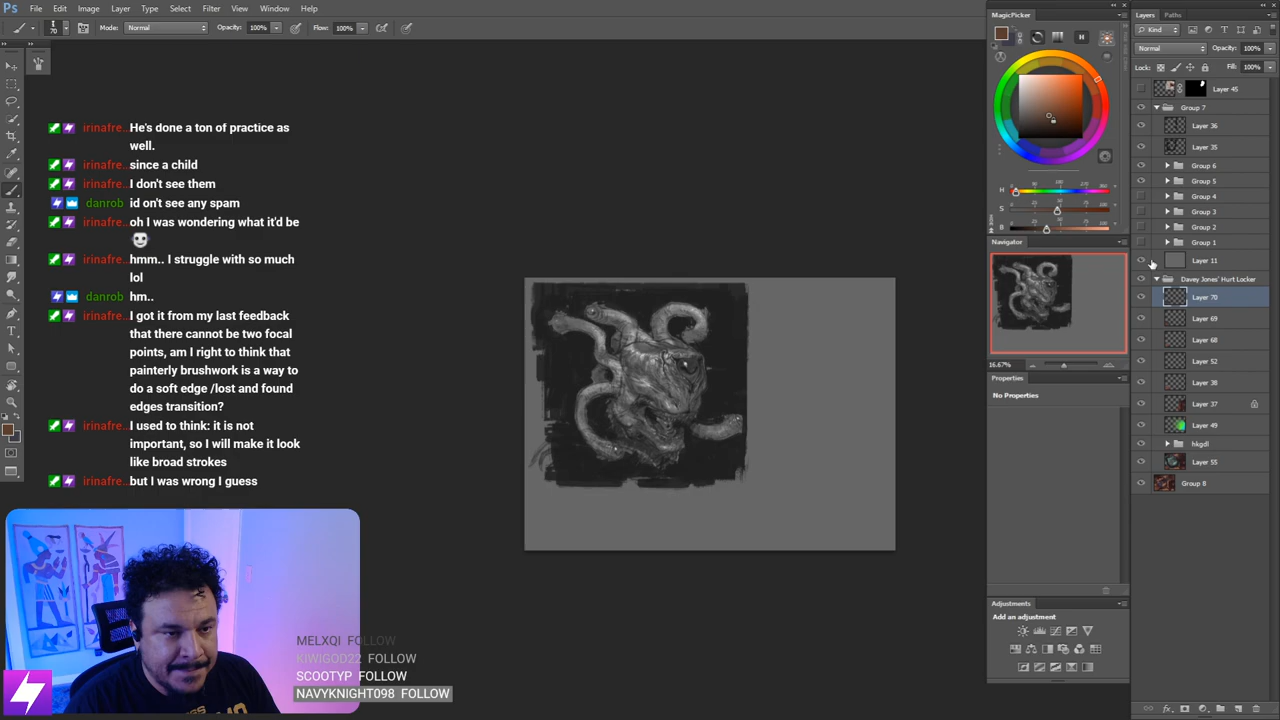 Ps File Edit Image Layer Type Select Filter View Window Help
70 Mode: Normal Opacity: 100% Flow: 100%
irinafre.. He's done a ton of practice as
well.
irinafre.. since a child
irinafre.. I don't see them
danrob id don't see any spam
irinafre.. oh I was wondering what it'd be
irinafre.. hmm.. I struggle with so much
lol
danrob hm..
irinafre.. I got it from my last feedback
that there cannot be two focal
points, am I right to think that
painterly brushwork is a way to
do a soft edge /lost and found
edges transition?
irinafre.. I used to think: it is not
important, so I will make it look
like broad strokes
irinafre.. but I was wrong I guess
MELXQI FOLLOW
KIWIGOD22 FOLLOW
SCOOTYP FOLLOW
NAVYKNIGHT098 FOLLOW
MagicPicker
H
H
S
B
Navigator
16.67%
Properties
No Properties
Adjustments
Add an adjustment
Layers Paths
Kind
Normal Opacity: 100%
Lock: Fill: 100%
Layer 45
Group 7
Layer 36
Layer 35
Group 6
Group 5
Group 4
Group 3
Group 2
Group 1
Layer 11
Davey Jones' Hurt Locker
Layer 70
Layer 69
Layer 68
Layer 52
Layer 38
Layer 37
Layer 49
hkgdl
Layer 55
Group 8